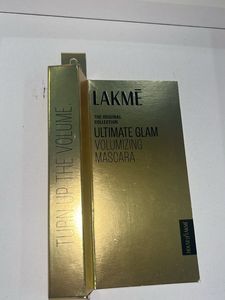 TURN UP THE VOLUME
LAKMÉ
THE ORIGINAL
COLLECTION
ULTIMATE GLAM
VOLUMIZING
MASCARA